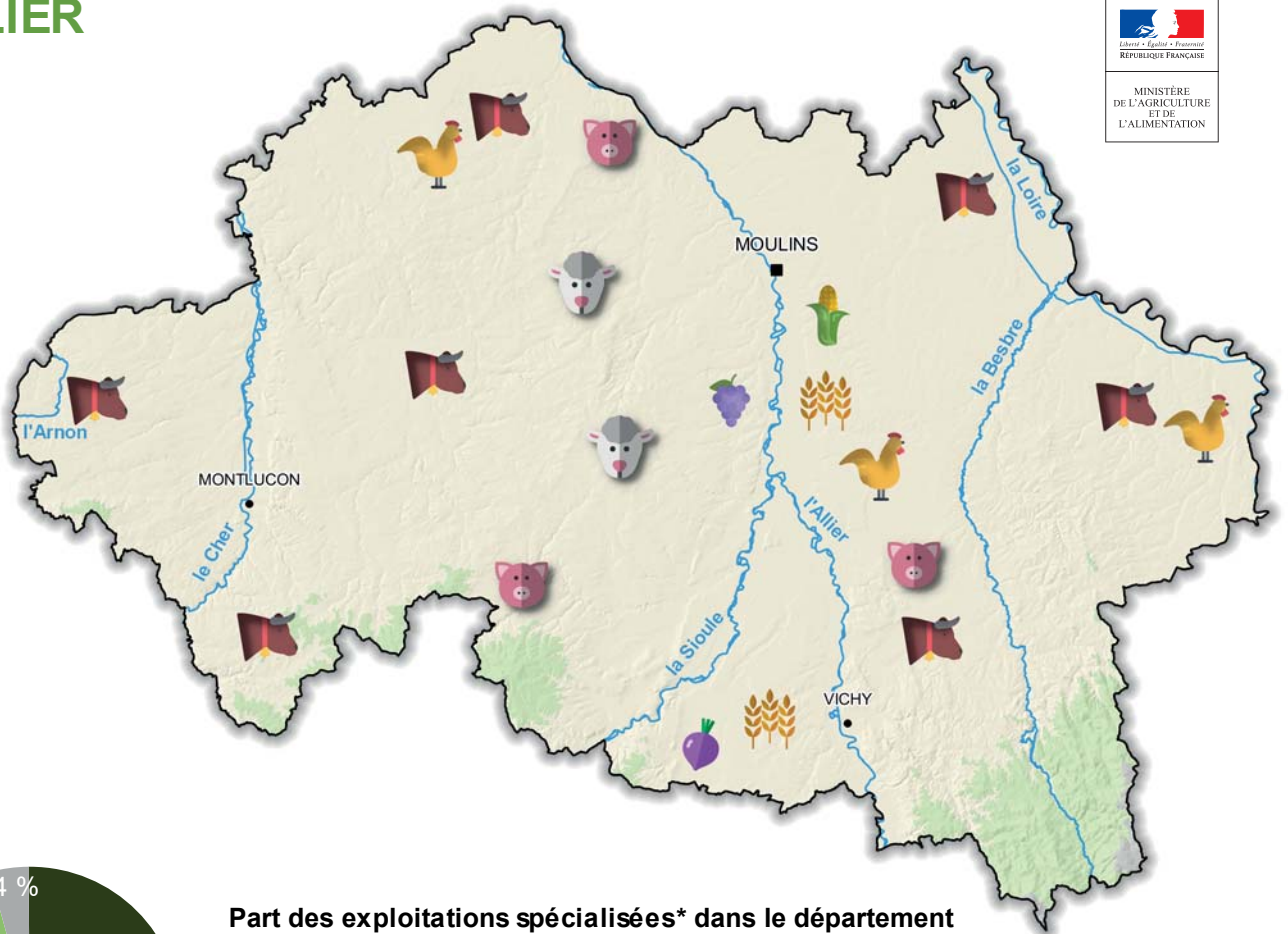 LIER
Liberté • Égalité • Fraternité
RÉPUBLIQUE FRANÇAISE
MINISTÈRE
DE L'AGRICULTURE
ET DE
L'ALIMENTATION
la Loire
MOULINS
la Besbre
l'Arnon
MONTLUCON
le Cher
l'Allier
la Sioule
VICHY
4 %
Part des exploitations spécialisées* dans le département